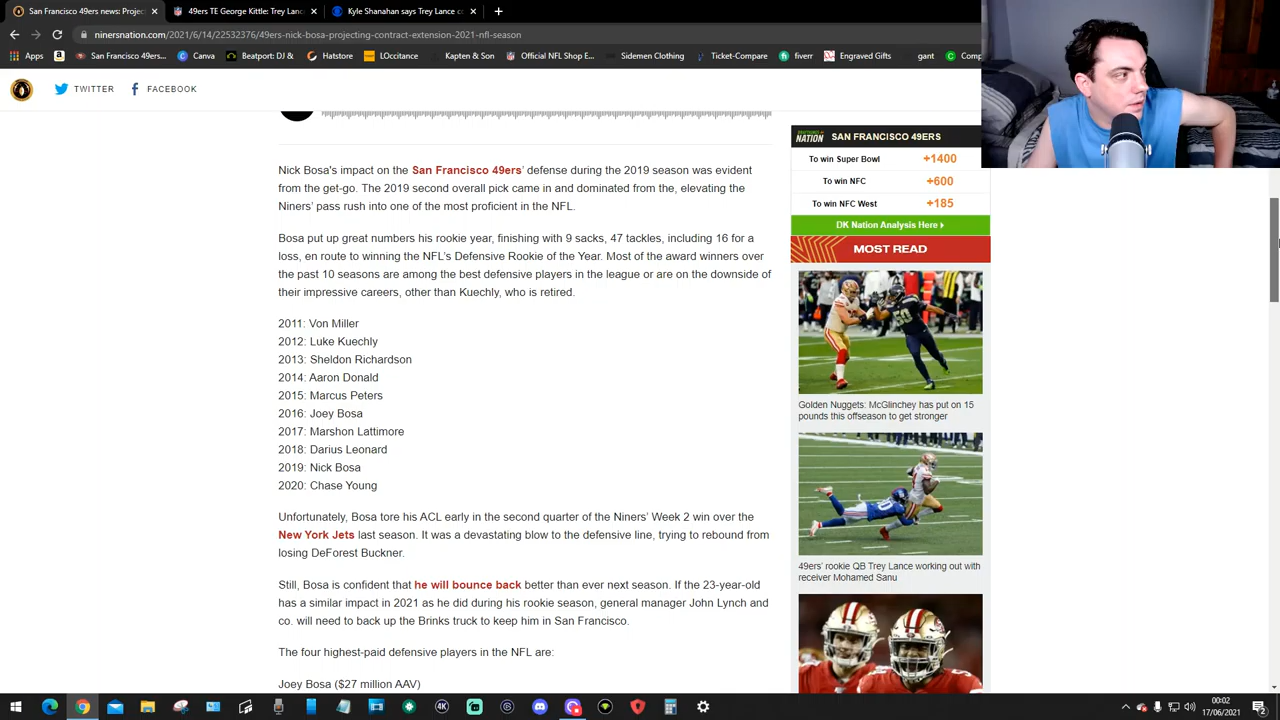 San Francisco 49ers news Projec
49ers TE George Kittle: Trey Lan
Kyle Shanahan says Trey Lance co
ninersnation.com/2021/6/14/22532376/49ers-nick-bosa-projecting-contract-extension-2021-nfl-season
Apps
San Francisco 49ers...
Canva
Beatport: DJ &
Hatstore
LOccitance
Kapten & Son
Official NFL Shop E...
Sidemen Clothing
Ticket-Compare
fiverr
Engraved Gifts
gant
Comp
TWITTER
FACEBOOK
Nick Bosa's impact on the San Francisco 49ers' defense during the 2019 season was evident
from the get-go. The 2019 second overall pick came in and dominated from the, elevating the
Niners' pass rush into one of the most proficient in the NFL.
Bosa put up great numbers his rookie year, finishing with 9 sacks, 47 tackles, including 16 for a
loss, en route to winning the NFL's Defensive Rookie of the Year. Most of the award winners over
the past 10 seasons are among the best defensive players in the league or are on the downside of
their impressive careers, other than Kuechly, who is retired.
2011: Von Miller
2012: Luke Kuechly
2013: Sheldon Richardson
2014: Aaron Donald
2015: Marcus Peters
2016: Joey Bosa
2017: Marshon Lattimore
2018: Darius Leonard
2019: Nick Bosa
2020: Chase Young
Unfortunately, Bosa tore his ACL early in the second quarter of the Niners' Week 2 win over the
New York Jets last season. It was a devastating blow to the defensive line, trying to rebound from
losing DeForest Buckner.
Still, Bosa is confident that he will bounce back better than ever next season. If the 23-year-old
has a similar impact in 2021 as he did during his rookie season, general manager John Lynch and
co. will need to back up the Brinks truck to keep him in San Francisco.
The four highest-paid defensive players in the NFL are:
Joey Bosa ($27 million AAV)
NATION
SAN FRANCISCO 49ERS
To win Super Bowl +1400
To win NFC +600
To win NFC West +185
DK Nation Analysis Here
MOST READ
50
Golden Nuggets: McGlinchey has put on 15
pounds this offseason to get stronger
49ers' rookie QB Trey Lance working out with
receiver Mohamed Sanu
4K
00:02
17/06/2021
2